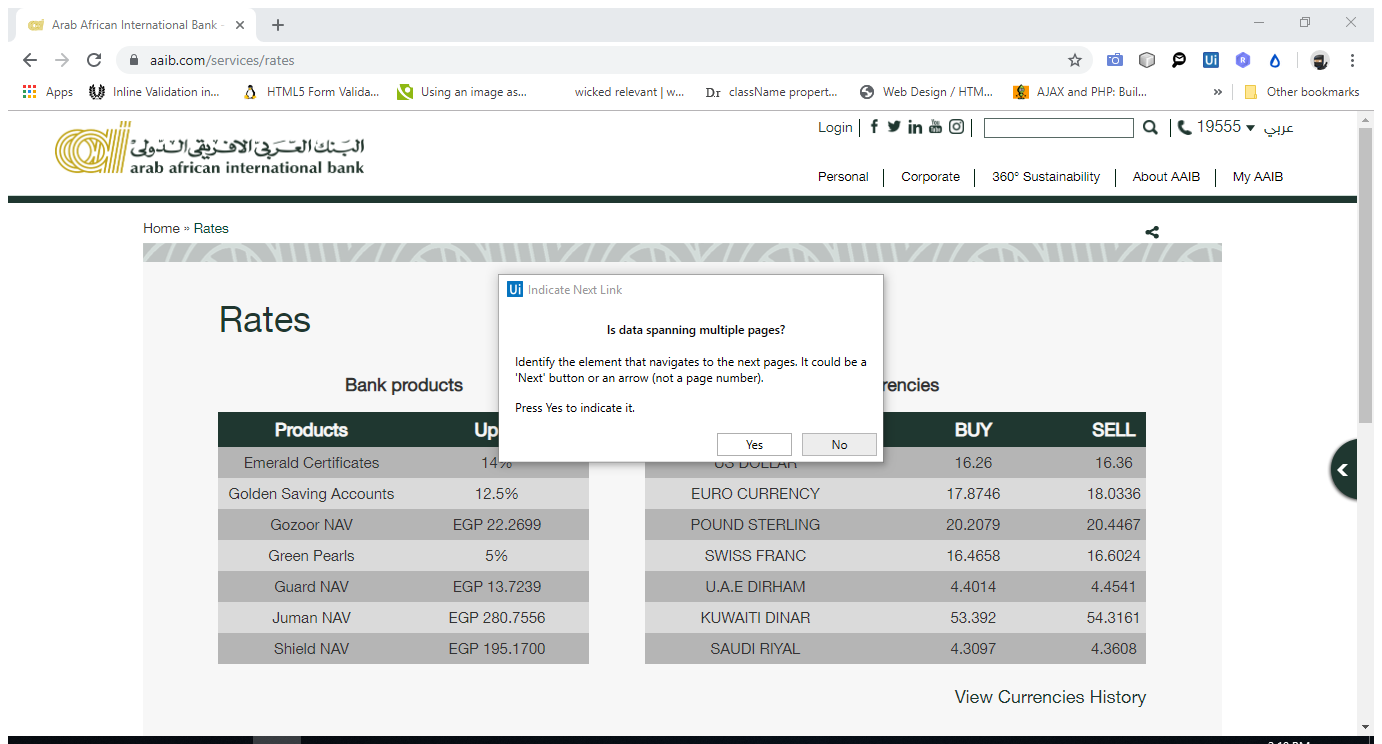 Arab African International Bank -
aaib.com/services/rates
Apps Inline Validation in... HTML5 Form Valida... Using an image as... wicked relevant | w... Dr className propert... Web Design / HTM... AJAX and PHP: Buil... » Other bookmarks
Login 19555 عربي
البنك العربى الافريقى الدولى
arab african international bank
Personal Corporate 360° Sustainability About AAIB My AAIB
Home » Rates
Ui Indicate Next Link
Is data spanning multiple pages?
Identify the element that navigates to the next pages. It could be a
'Next' button or an arrow (not a page number).
Press Yes to indicate it.
Yes No
Rates
Bank products rencies
Products Up BUY SELL
Emerald Certificates 14% US DOLLAR 16.26 16.36
Golden Saving Accounts 12.5% EURO CURRENCY 17.8746 18.0336
Gozoor NAV EGP 22.2699 POUND STERLING 20.2079 20.4467
Green Pearls 5% SWISS FRANC 16.4658 16.6024
Guard NAV EGP 13.7239 U.A.E DIRHAM 4.4014 4.4541
Juman NAV EGP 280.7556 KUWAITI DINAR 53.392 54.3161
Shield NAV EGP 195.1700 SAUDI RIYAL 4.3097 4.3608
View Currencies History